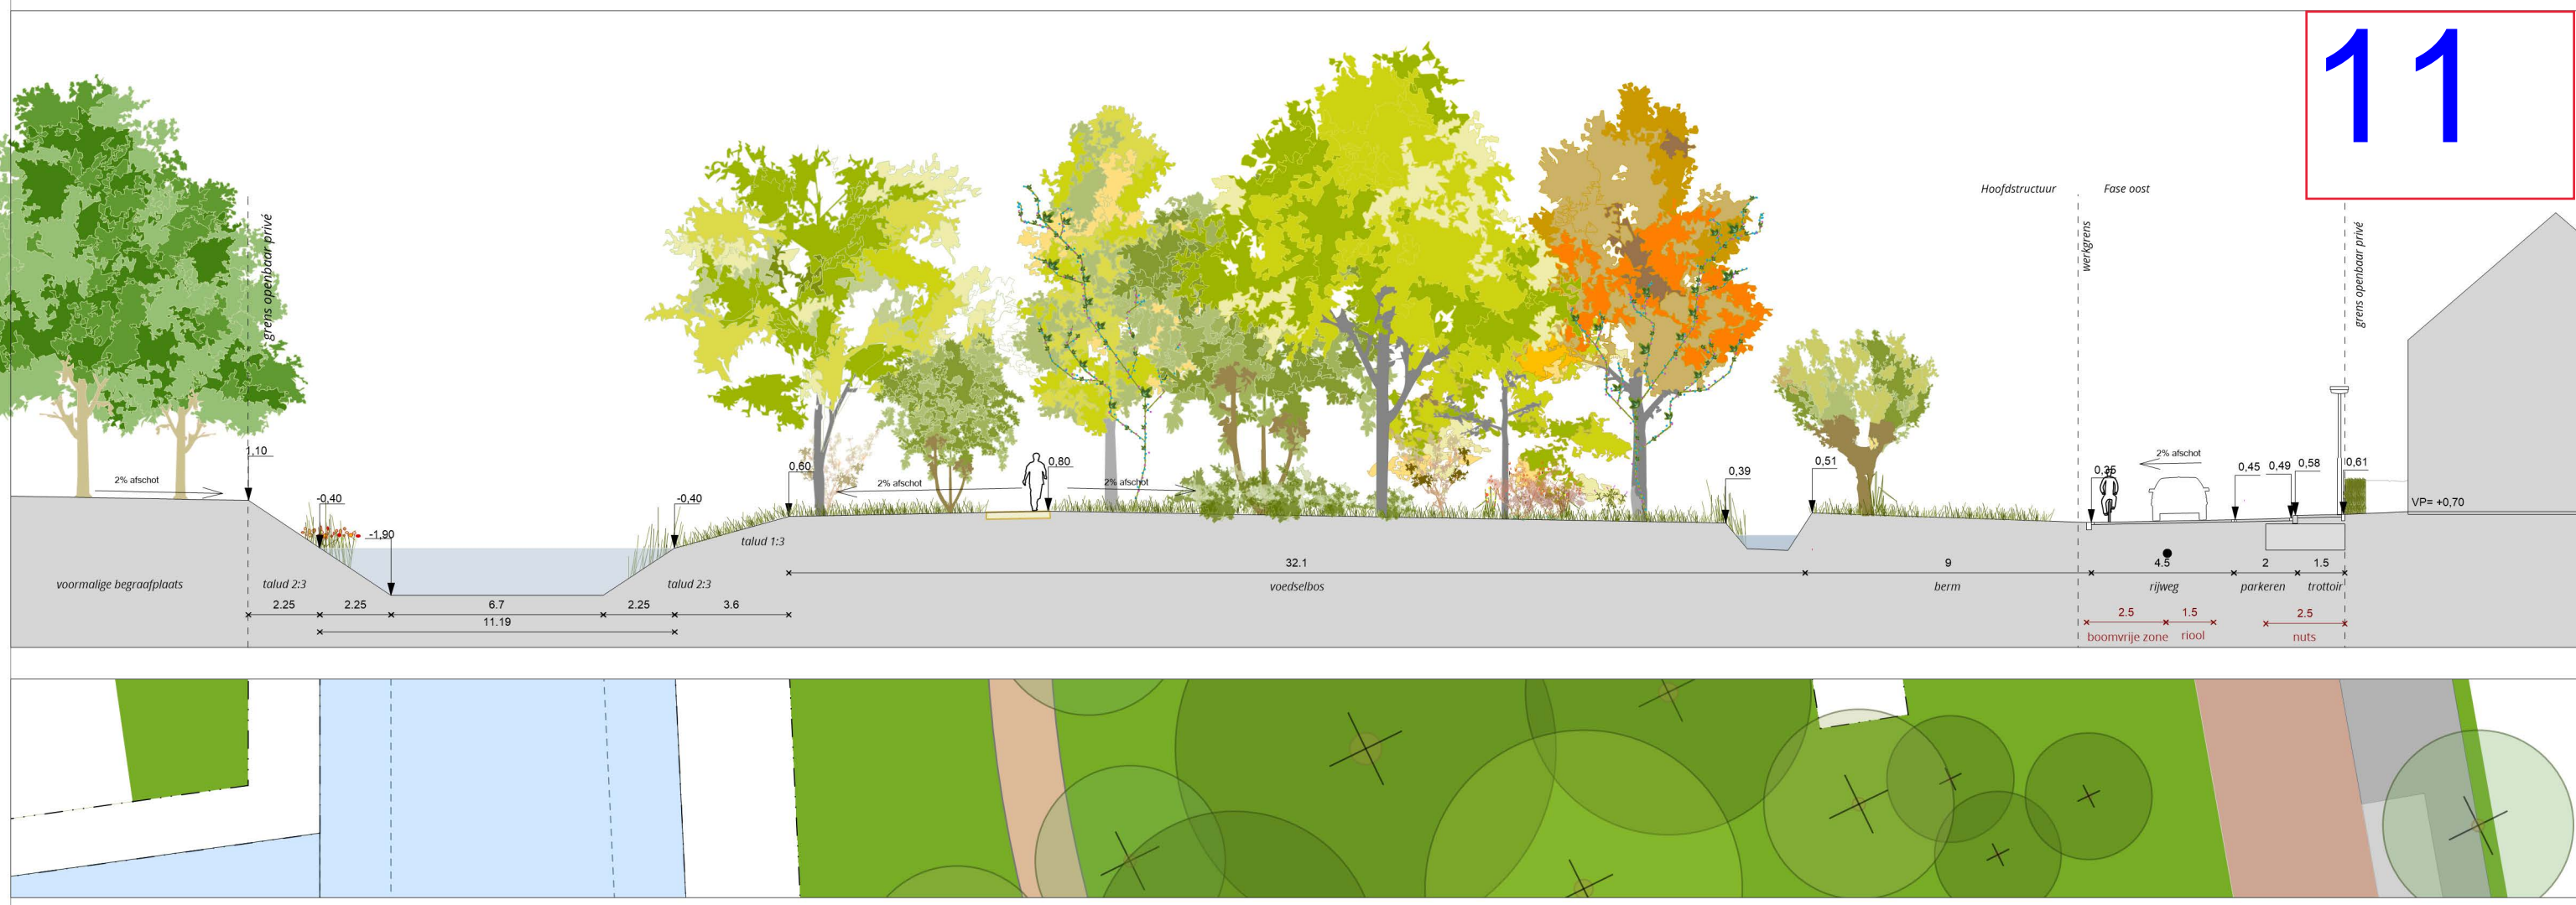 11
Hoofdstructuur
Fase oost
grens openbaar privé
werkgrens
grens openbaar privé
1,10
2% afschot
-0,40
-1,90
-0,40
0,60
2% afschot
0,80
2% afschot
0,39
0,51
0,35
2% afschot
0,45
0,49
0,58
0,61
VP= +0,70
talud 1:3
voormalige begraafplaats
talud 2:3
talud 2:3
32.1
voedselbos
9
berm
4.5
rijweg
2
parkeren
1.5
trottoir
2.25
2.25
6.7
2.25
3.6
11.19
2.5
boomvrije zone
1.5
riool
2.5
nuts